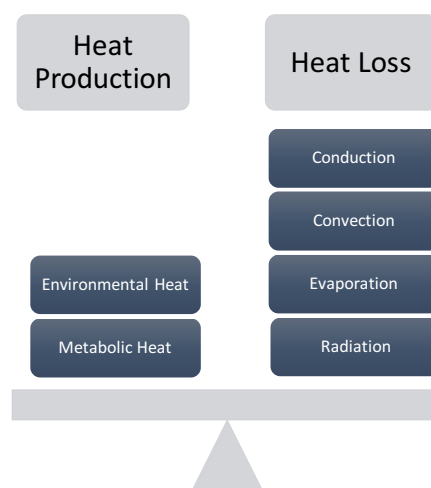 Heat
Production
Heat Loss
Conduction
Convection
Environmental Heat
Evaporation
Metabolic Heat
Radiation